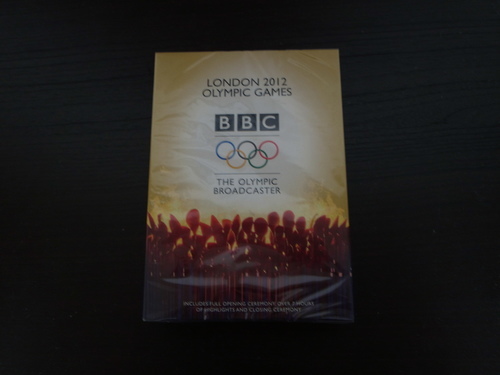 LONDON 2012
OLYMPIC GAMES
BBC
THE OLYMPIC
BROADCASTER
INCLUDES FULL OPENING CEREMONY, OVER 7 HOURS
OF HIGHLIGHTS AND CLOSING CEREMONY